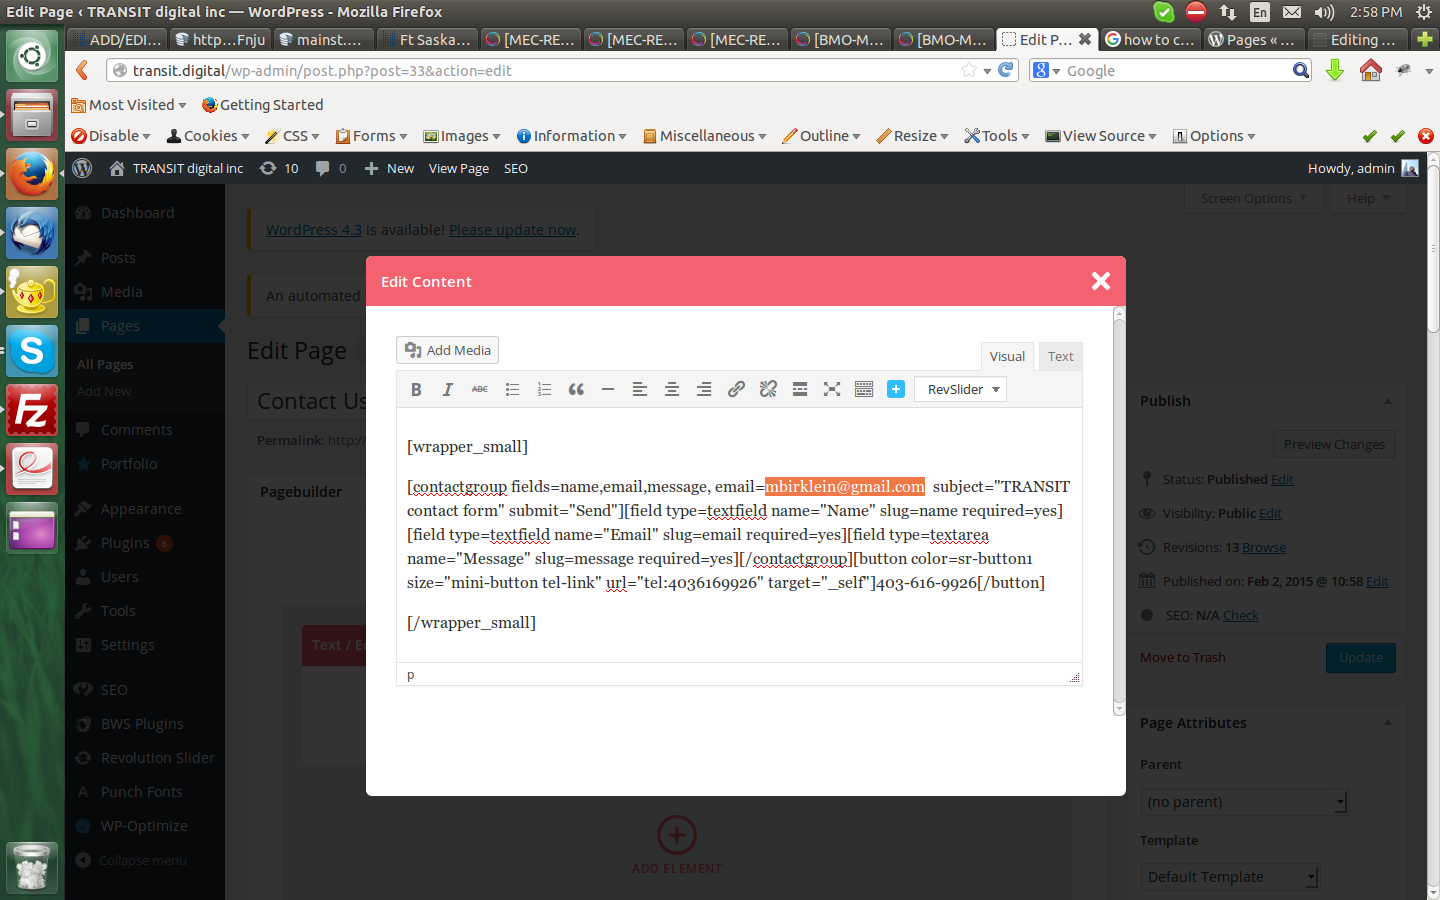 Edit Page ‹ TRANSIT digital inc — WordPress - Mozilla Firefox
En
2:58 PM
ADD/EDI...
http...Fnju
mainst....
Ft Saska...
[MEC-RE...
[MEC-RE...
[MEC-RE...
[BMO-M...
[BMO-M...
Edit P...
how to c...
Pages «...
Editing ...
transit.digital/wp-admin/post.php?post=33&action=edit
Google
Most Visited
Getting Started
Disable
Cookies
CSS
Forms
Images
Information
Miscellaneous
Outline
Resize
Tools
View Source
Options
TRANSIT digital inc
10
0
New
View Page
SEO
Howdy, admin
Dashboard
Posts
Media
Pages
All Pages
Add New
Comments
Portfolio
Appearance
Plugins 6
Users
Tools
Settings
SEO
BWS Plugins
Revolution Slider
Punch Fonts
WP-Optimize
Collapse menu
Screen Options
Help
WordPress 4.3 is available! Please update now.
An automated
Edit Page
Contact Us
Permalink: http://
Pagebuilder
Text / E
Edit Content
Add Media
Visual
Text
B
I
ABC
RevSlider
[wrapper_small]
[contactgroup fields=name,email,message, email=mbirklein@gmail.com subject="TRANSIT
contact form" submit="Send"][field type=textfield name="Name" slug=name required=yes]
[field type=textfield name="Email" slug=email required=yes][field type=textarea
name="Message" slug=message required=yes][/contactgroup][button color=sr-button1
size="mini-button tel-link" url="tel:4036169926" target="_self"]403-616-9926[/button]
[/wrapper_small]
p
ADD ELEMENT
Publish
Preview Changes
Status: Published Edit
Visibility: Public Edit
Revisions: 13 Browse
Published on: Feb 2, 2015 @ 10:58 Edit
SEO: N/A Check
Move to Trash
Update
Page Attributes
Parent
(no parent)
Template
Default Template